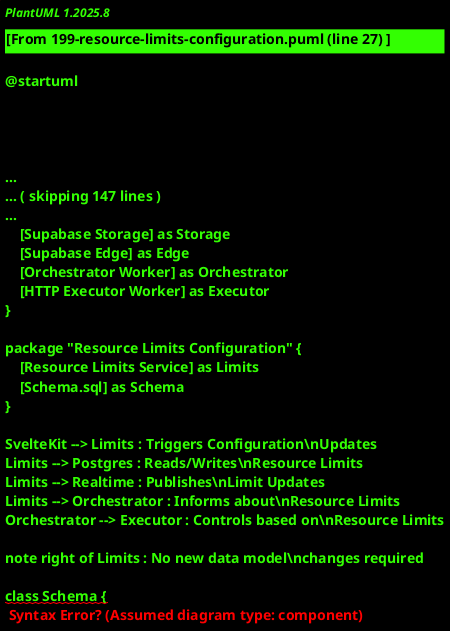 PlantUML 1.2025.8
[From 199-resource-limits-configuration.puml (line 27) ]
@startuml
...
... ( skipping 147 lines )
...
[Supabase Storage] as Storage
[Supabase Edge] as Edge
[Orchestrator Worker] as Orchestrator
[HTTP Executor Worker] as Executor
}
package "Resource Limits Configuration" {
[Resource Limits Service] as Limits
[Schema.sql] as Schema
}
SvelteKit --> Limits : Triggers Configuration\nUpdates
Limits --> Postgres : Reads/Writes\nResource Limits
Limits --> Realtime : Publishes\nLimit Updates
Limits --> Orchestrator : Informs about\nResource Limits
Orchestrator --> Executor : Controls based on\nResource Limits
note right of Limits : No new data model\nchanges required
class Schema {
Syntax Error? (Assumed diagram type: component)